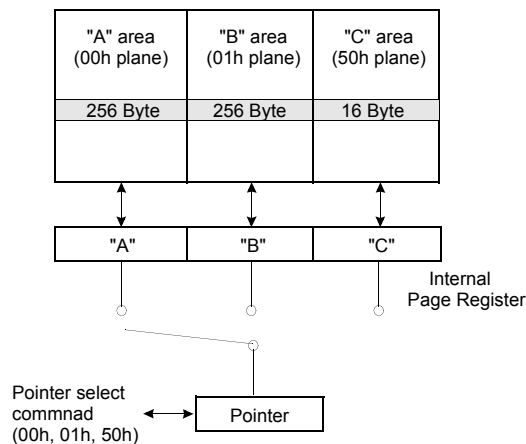 "A" area
(00h plane)
"B" area
(01h plane)
"C" area
(50h plane)
256 Byte
256 Byte
16 Byte
"A"
"B"
"C"
Internal
Page Register
Pointer select
commnad
(00h, 01h, 50h)
Pointer